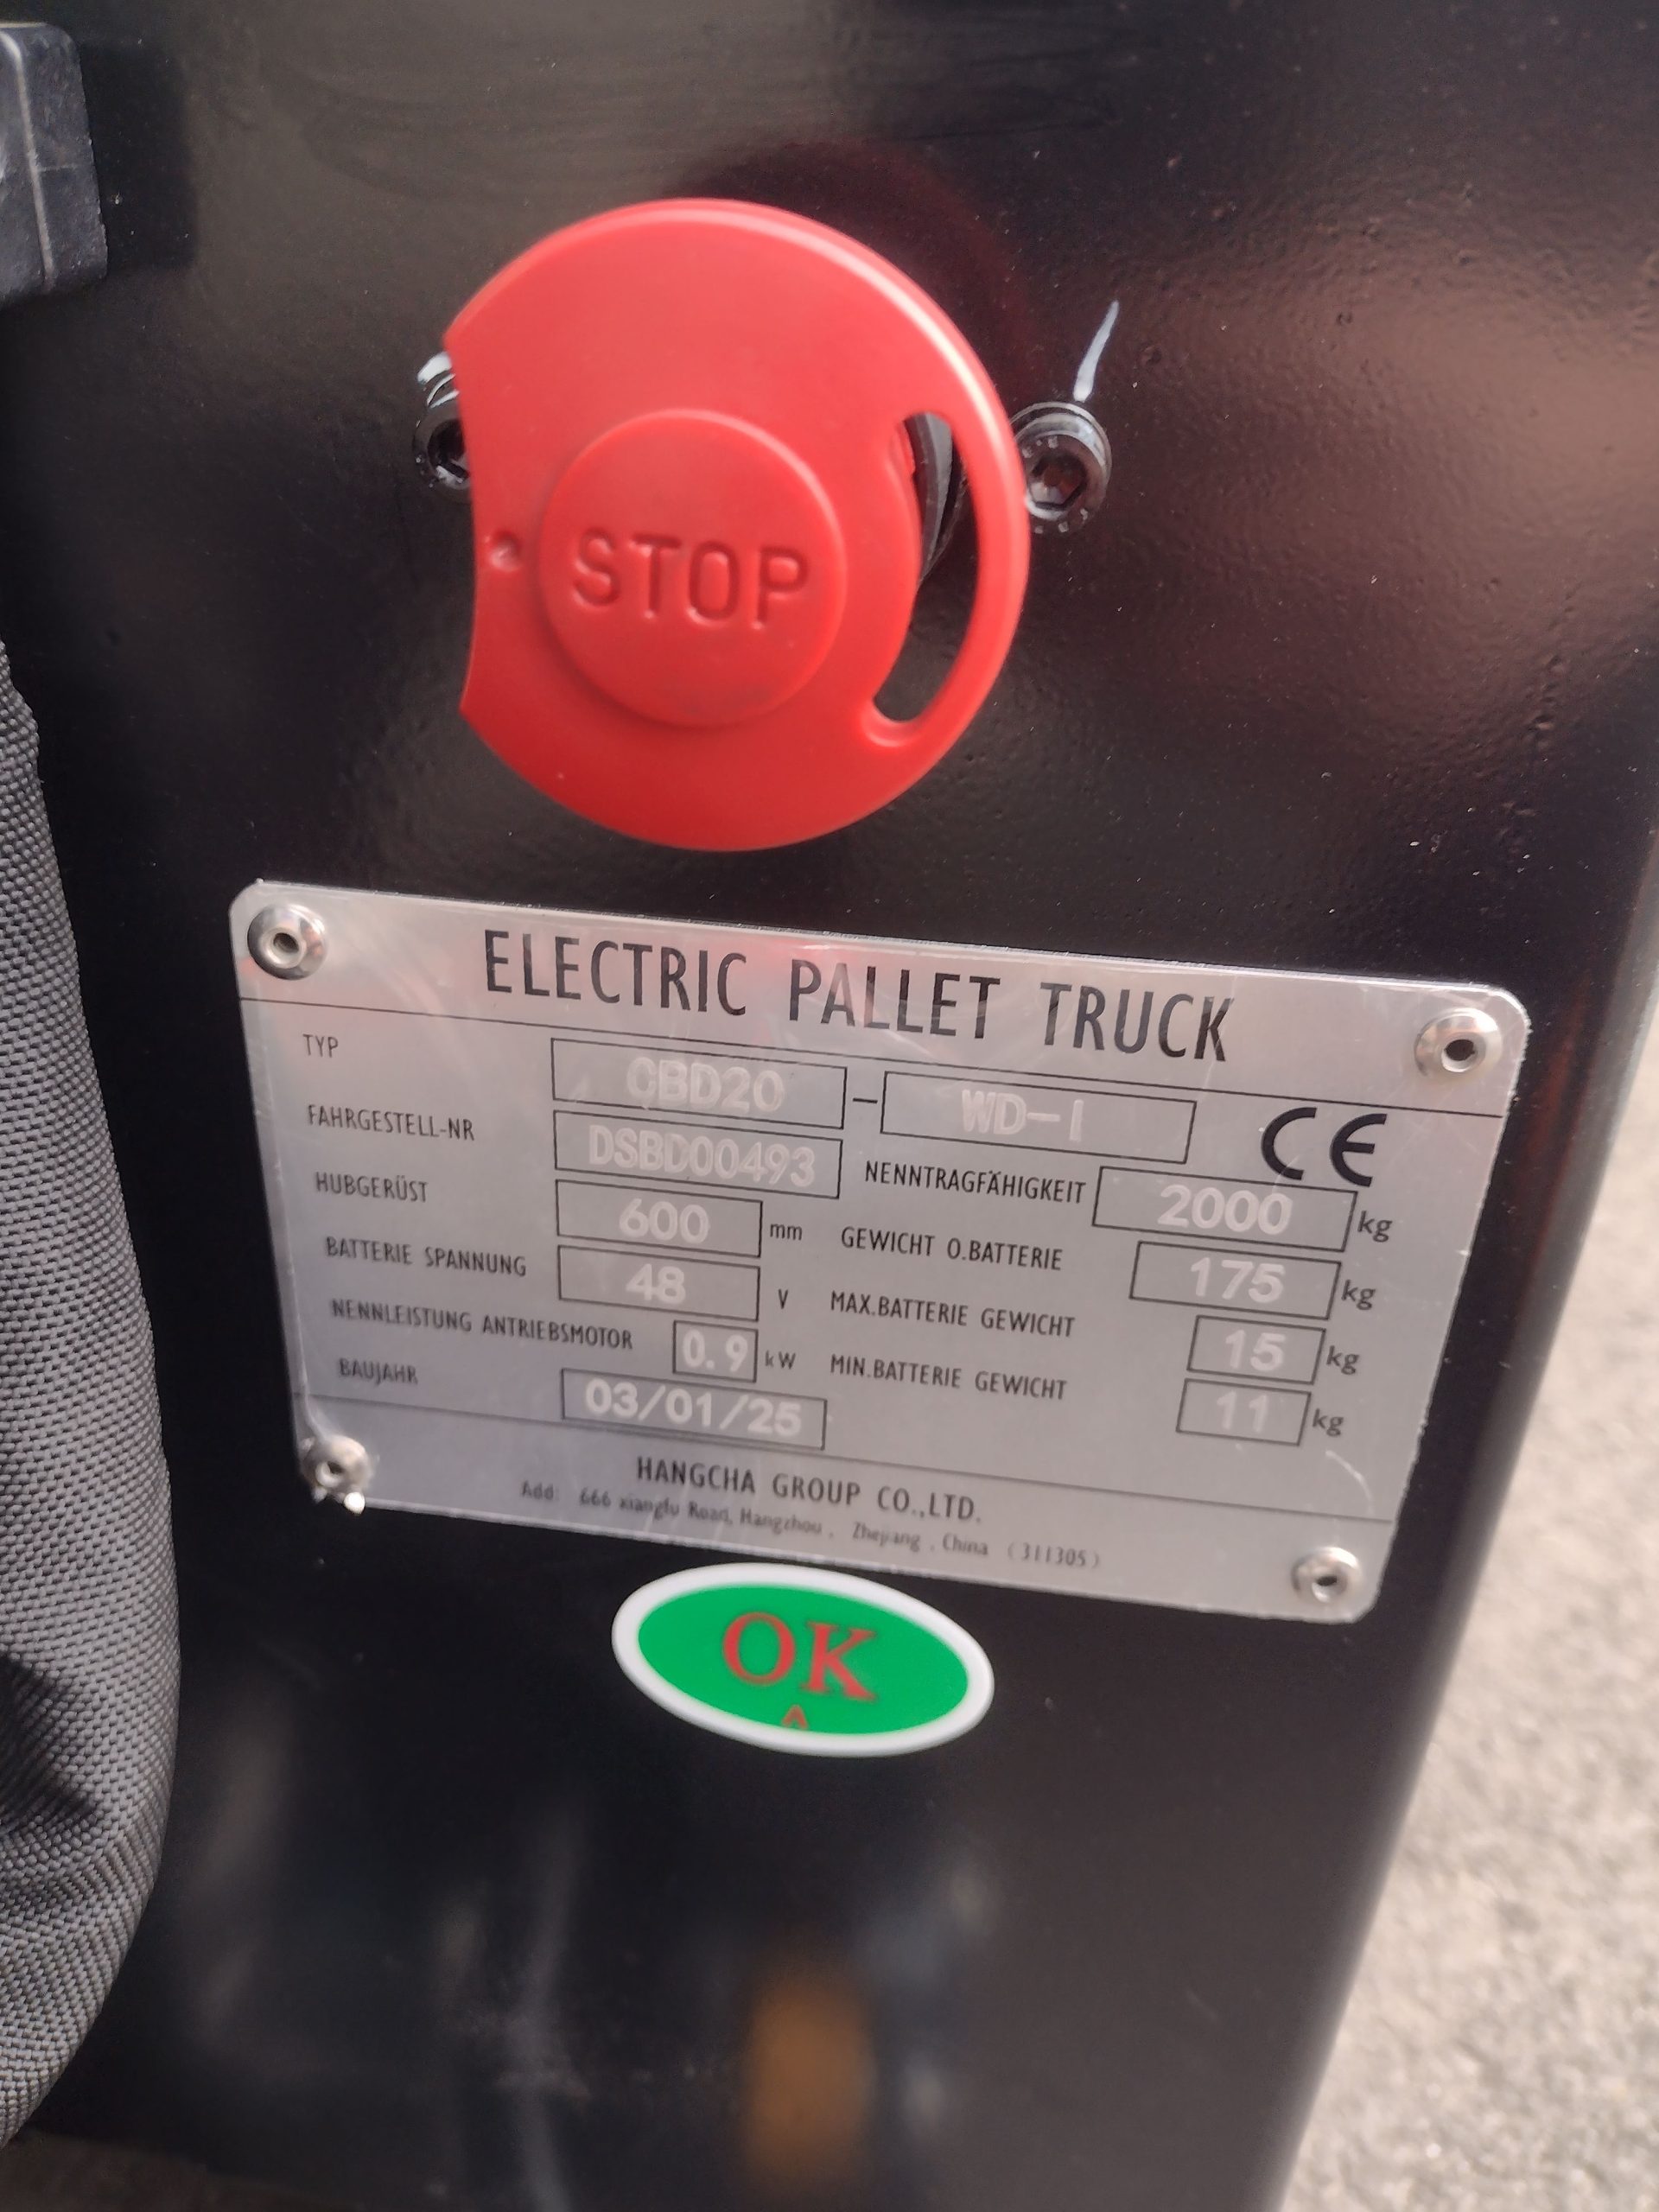 STOP
ELECTRIC PALLET TRUCK
TYP CBD20 - WD-I CE
FAHRGESTELL-NR DSBD00493 NENNTRAGFÄHIGKEIT 2000 kg
HUBGERÜST 600 mm GEWICHT O.BATTERIE 175 kg
BATTERIE SPANNUNG 48 V MAX.BATTERIE GEWICHT 15 kg
NENNLEISTUNG ANTRIEBSMOTOR 0.9 kW MIN.BATTERIE GEWICHT 11 kg
BAUJAHR 03/01/25
HANGCHA GROUP CO.,LTD.
Add: 666 xiangfu Road, Hangzhou , Zhejiang , China (311305)
OK